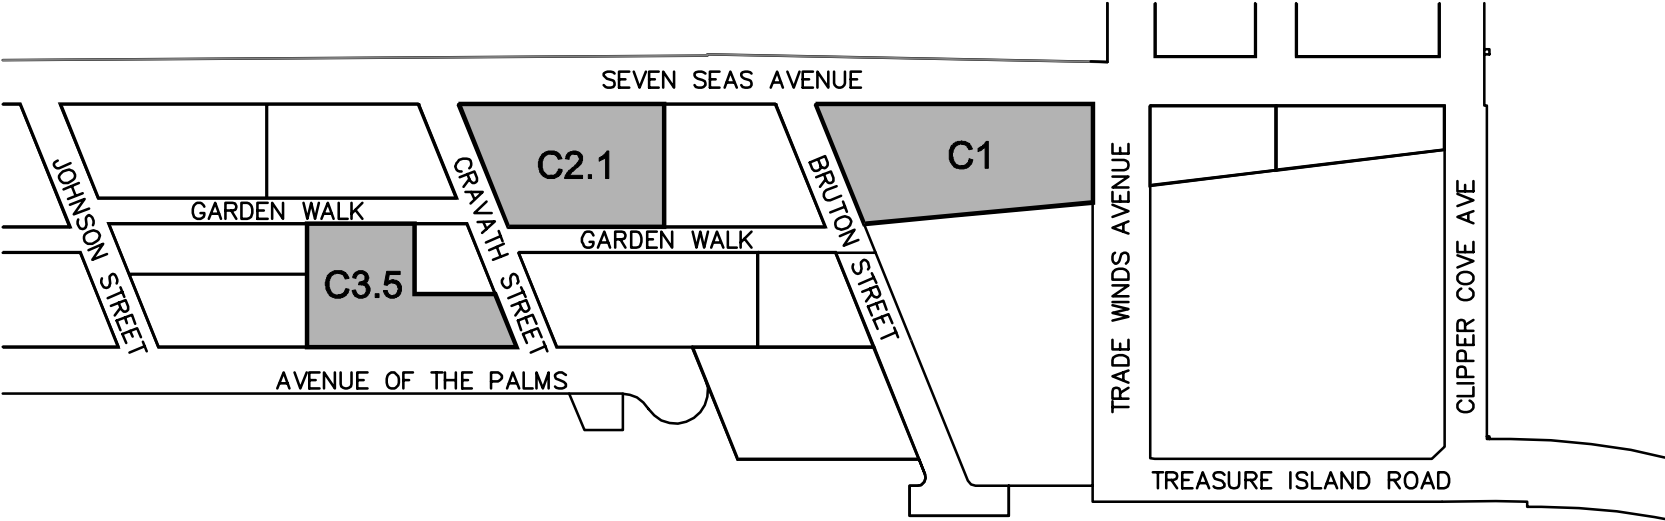 SEVEN SEAS AVENUE
C2.1
C1
JOHNSON STREET
CRAVATH STREET
BRUTON STREET
TRADE WINDS AVENUE
CLIPPER COVE AVE
GARDEN WALK
GARDEN WALK
C3.5
AVENUE OF THE PALMS
TREASURE ISLAND ROAD